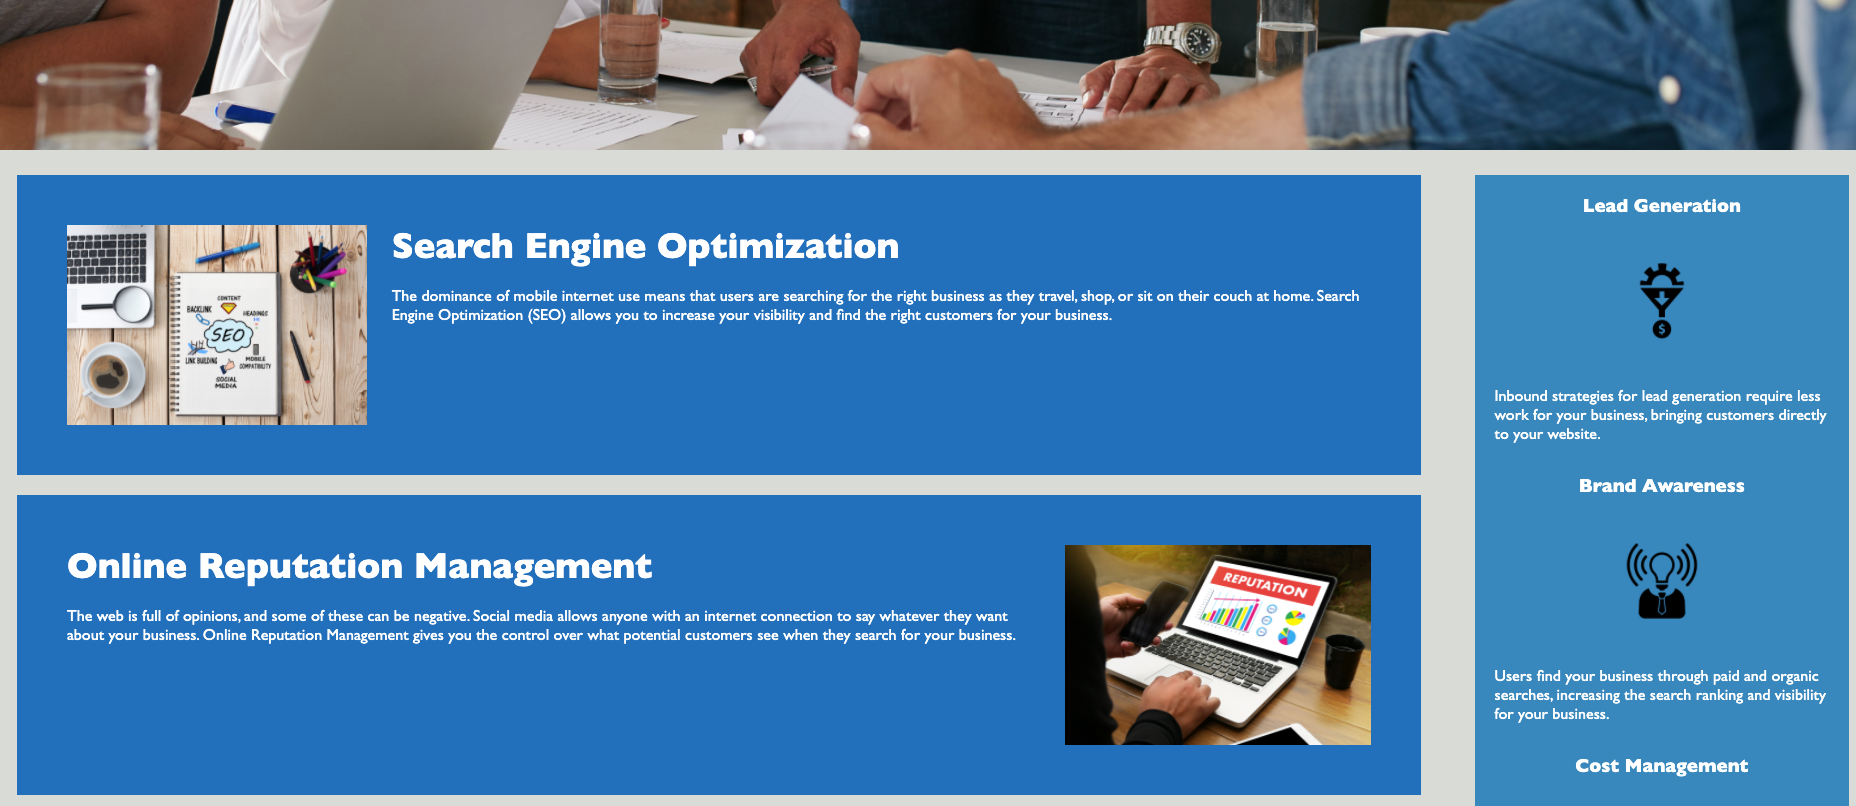 Search Engine Optimization
The dominance of mobile internet use means that users are searching for the right business as they travel, shop, or sit on their couch at home. Search
Engine Optimization (SEO) allows you to increase your visibility and find the right customers for your business.
CONTENT
BACKLINK
HEADINGS
SEO
LINK BUILDING
MOBILE
COMPATIBILITY
SOCIAL
MEDIA
Online Reputation Management
The web is full of opinions, and some of these can be negative. Social media allows anyone with an internet connection to say whatever they want
about your business. Online Reputation Management gives you the control over what potential customers see when they search for your business.
REPUTATION
Lead Generation
$
Inbound strategies for lead generation require less
work for your business, bringing customers directly
to your website.
Brand Awareness
Users find your business through paid and organic
searches, increasing the search ranking and visibility
for your business.
Cost Management